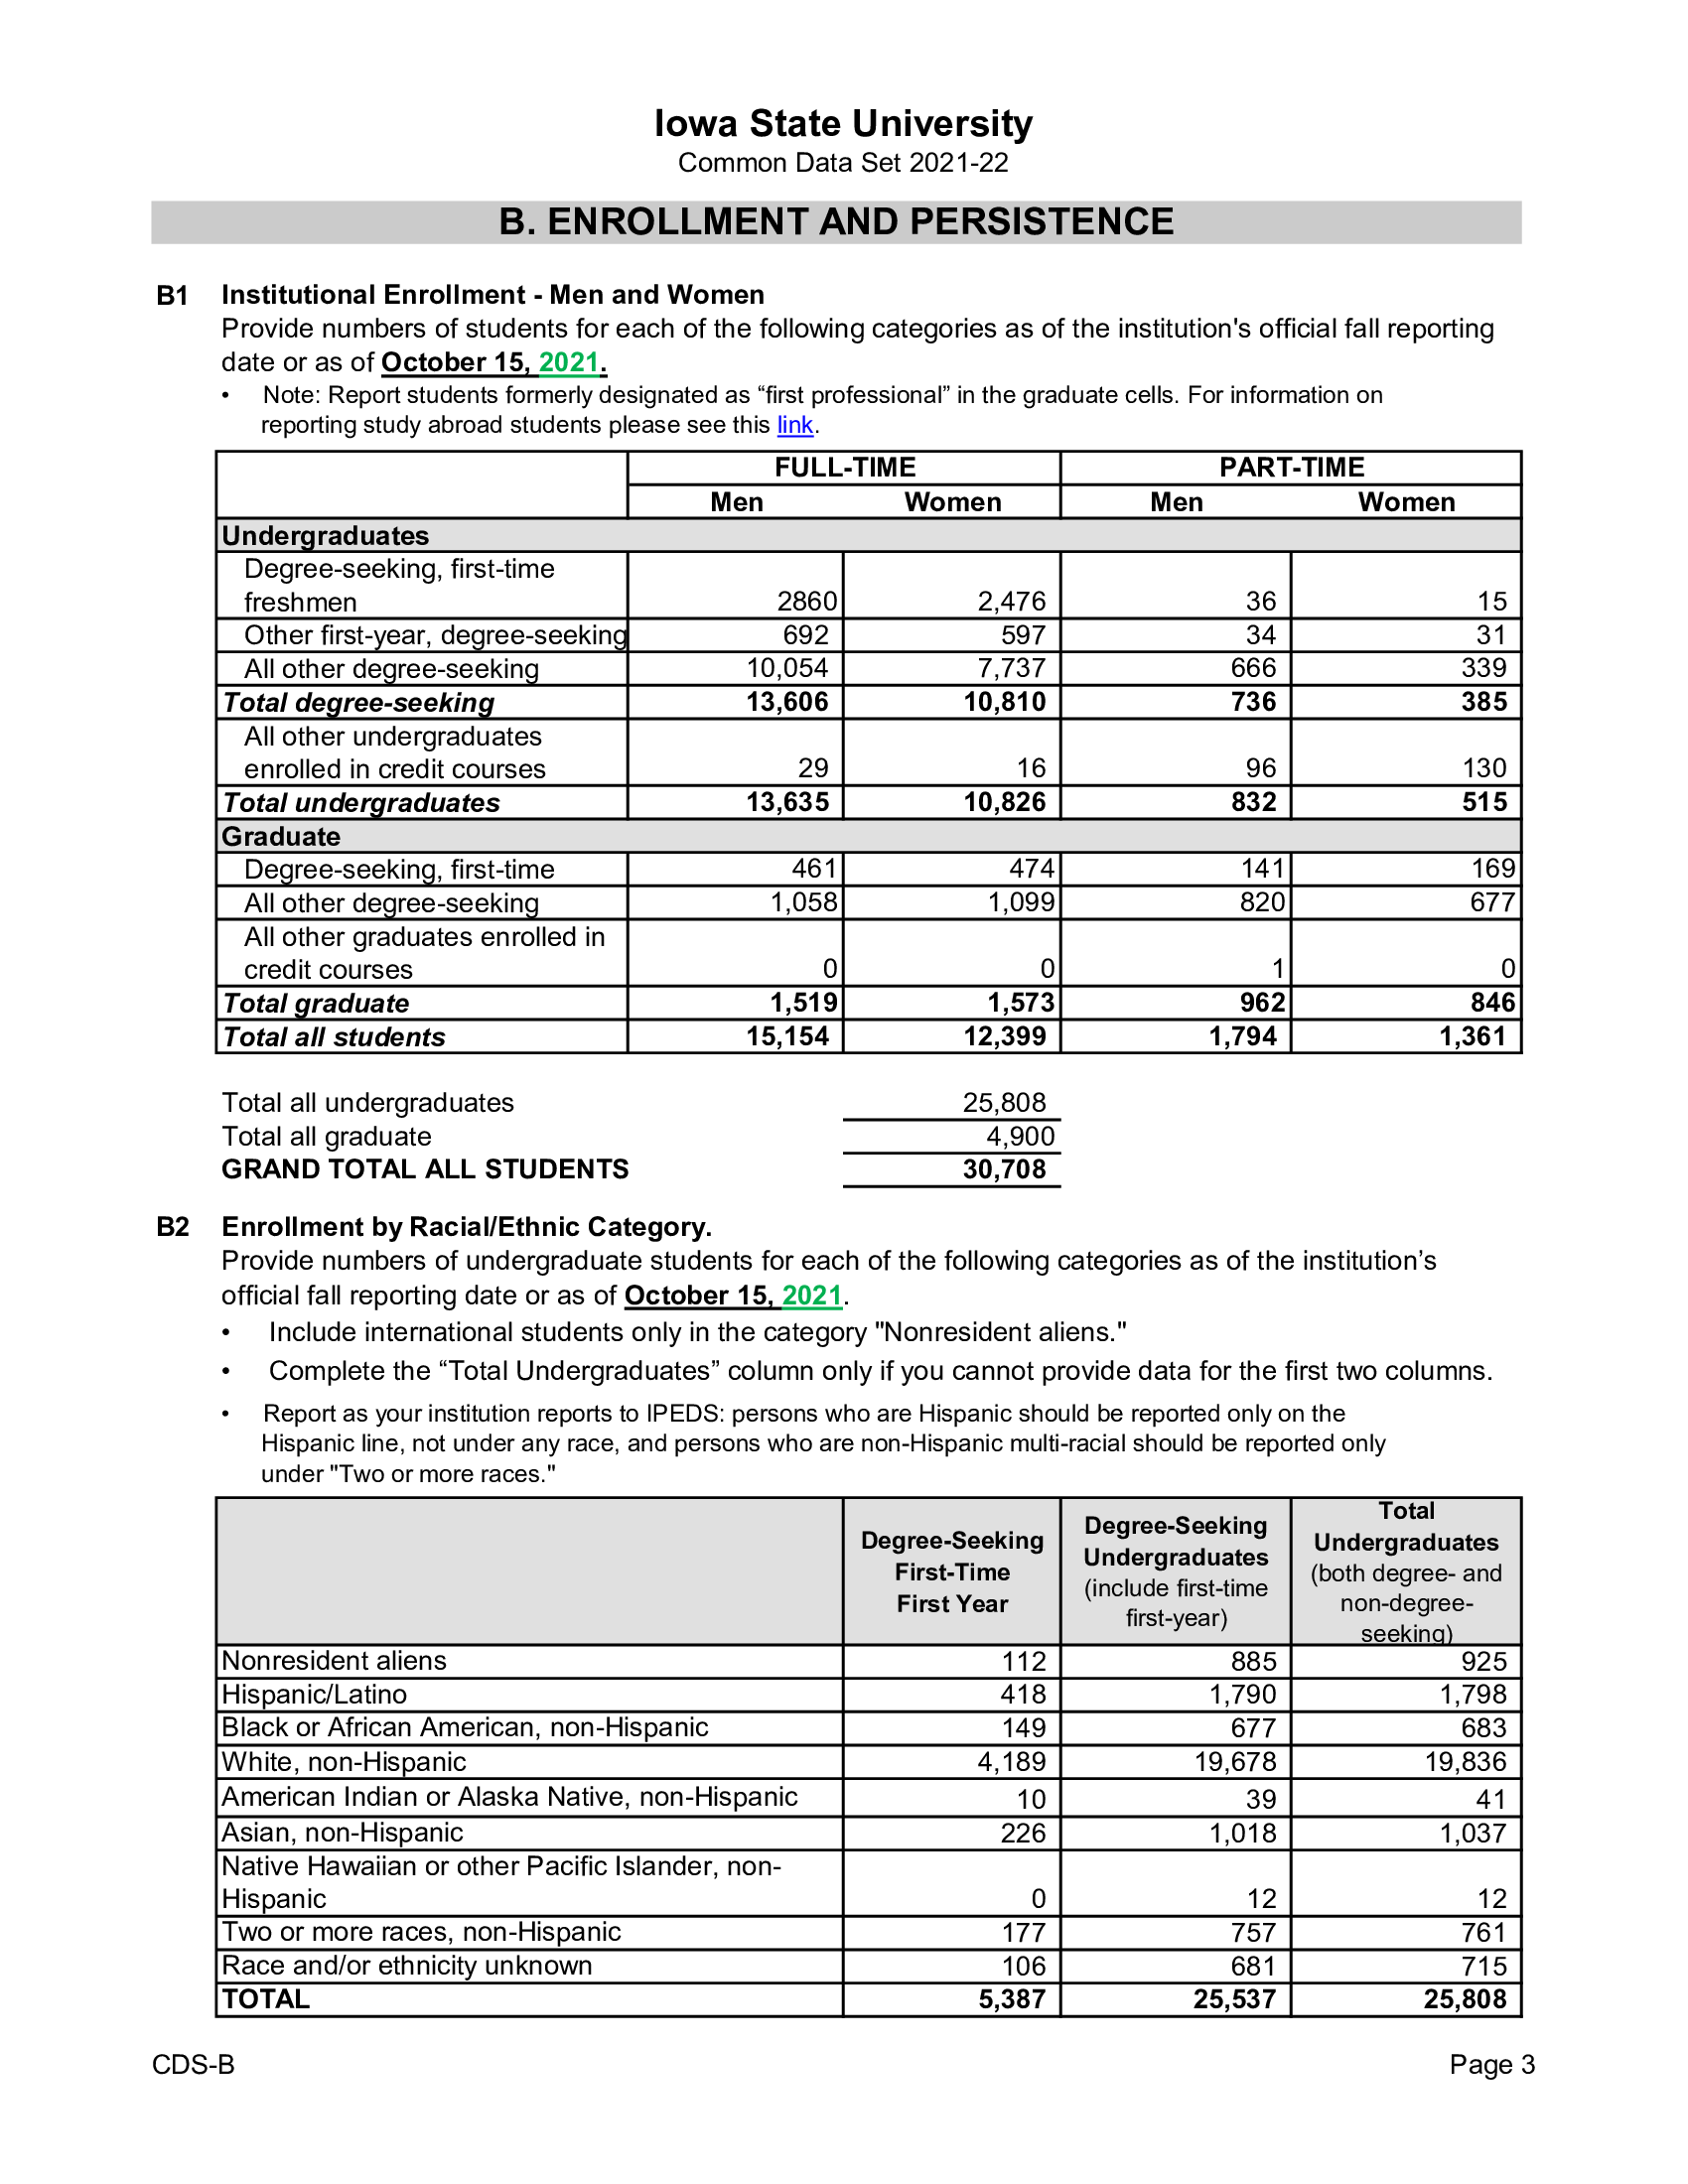 Iowa State University
Common Data Set 2021-22
B. ENROLLMENT AND PERSISTENCE
B1 Institutional Enrollment - Men and Women
Provide numbers of students for each of the following categories as of the institution's official fall reporting
date or as of October 15, 2021.
• Note: Report students formerly designated as “first professional” in the graduate cells. For information on
reporting study abroad students please see this link.
FULL-TIME PART-TIME
Men Women Men Women
Undergraduates
Degree-seeking, first-time
freshmen 2860 2,476 36 15
Other first-year, degree-seeking 692 597 34 31
All other degree-seeking 10,054 7,737 666 339
Total degree-seeking 13,606 10,810 736 385
All other undergraduates
enrolled in credit courses 29 16 96 130
Total undergraduates 13,635 10,826 832 515
Graduate
Degree-seeking, first-time 461 474 141 169
All other degree-seeking 1,058 1,099 820 677
All other graduates enrolled in
credit courses 0 0 1 0
Total graduate 1,519 1,573 962 846
Total all students 15,154 12,399 1,794 1,361
Total all undergraduates 25,808
Total all graduate 4,900
GRAND TOTAL ALL STUDENTS 30,708
B2 Enrollment by Racial/Ethnic Category.
Provide numbers of undergraduate students for each of the following categories as of the institution’s
official fall reporting date or as of October 15, 2021.
• Include international students only in the category "Nonresident aliens."
• Complete the “Total Undergraduates” column only if you cannot provide data for the first two columns.
• Report as your institution reports to IPEDS: persons who are Hispanic should be reported only on the
Hispanic line, not under any race, and persons who are non-Hispanic multi-racial should be reported only
under "Two or more races."
Degree-Seeking
First-Time
First Year
Degree-Seeking
Undergraduates
(include first-time
first-year)
Total
Undergraduates
(both degree- and
non-degree-
seeking)
Nonresident aliens 112 885 925
Hispanic/Latino 418 1,790 1,798
Black or African American, non-Hispanic 149 677 683
White, non-Hispanic 4,189 19,678 19,836
American Indian or Alaska Native, non-Hispanic 10 39 41
Asian, non-Hispanic 226 1,018 1,037
Native Hawaiian or other Pacific Islander, non-
Hispanic 0 12 12
Two or more races, non-Hispanic 177 757 761
Race and/or ethnicity unknown 106 681 715
TOTAL 5,387 25,537 25,808
CDS-B Page 3